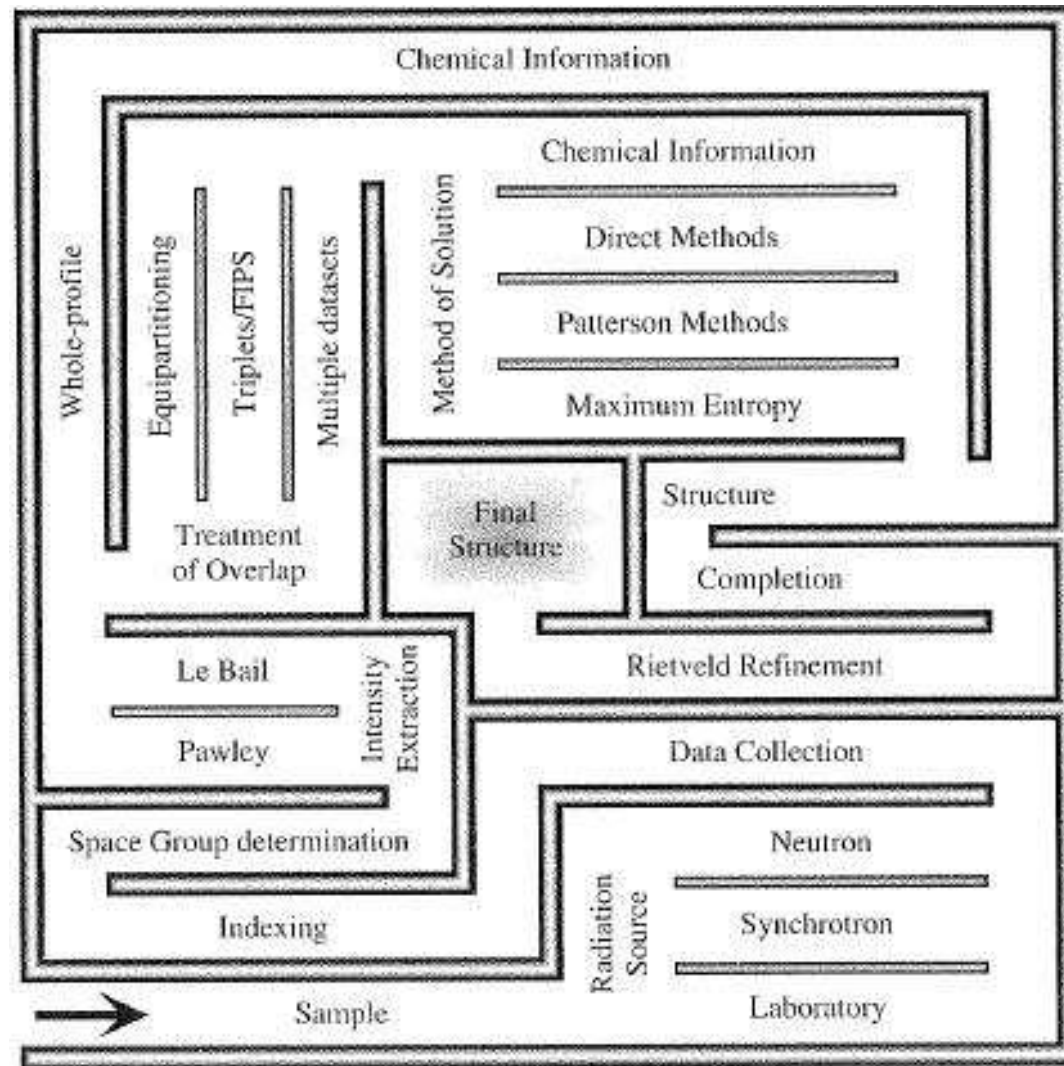 Chemical Information
Chemical Information
Whole-profile
Equipartitioning
Triplets/FIPS
Multiple datasets
Method of Solution
Direct Methods
Patterson Methods
Maximum Entropy
Treatment
of Overlap
Final
Structure
Structure
Completion
Le Bail
Pawley
Intensity
Extraction
Rietveld Refinement
Data Collection
Space Group determination
Indexing
Radiation
Source
Neutron
Synchrotron
Laboratory
Sample